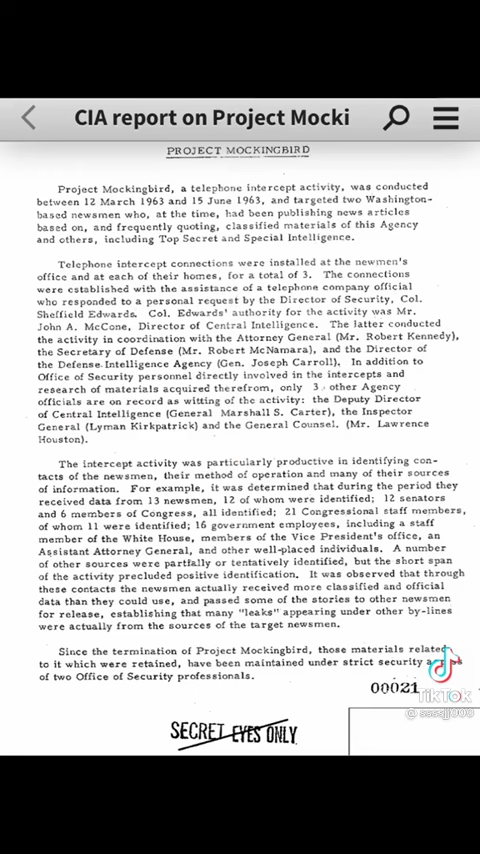 CIA report on Project Mocki
PROJECT MOCKINGBIRD
Project Mockingbird, a telephone intercept activity, was conducted
between 12 March 1963 and 15 June 1963, and targeted two Washington-
based newsmen who, at the time, had been publishing news articles
based on, and frequently quoting, classified materials of this Agency
and others, including Top Secret and Special Intelligence.
Telephone intercept connections were installed at the newmen's
office and at each of their homes, for a total of 3. The connections
were established with the assistance of a telephone company official
who responded to a personal request by the Director of Security, Col.
Sheffield Edwards. Col. Edwards' authority for the activity was Mr.
John A. McCone, Director of Central Intelligence. The latter conducted
the activity in coordination with the Attorney General (Mr. Robert Kennedy),
the Secretary of Defense (Mr. Robert McNamara), and the Director of
the Defense Intelligence Agency (Gen. Joseph Carroll). In addition to
Office of Security personnel directly involved in the intercepts and
research of materials acquired therefrom, only 3 other Agency
officials are on record as witting of the activity: the Deputy Director
of Central Intelligence (General Marshall S. Carter), the Inspector
General (Lyman Kirkpatrick) and the General Counsel. (Mr. Lawrence
Houston).
The intercept activity was particularly productive in identifying con-
tacts of the newsmen, their method of operation and many of their sources
of information. For example, it was determined that during the period they
received data from 13 newsmen, 12 of whom were identified; 12 senators
and 6 members of Congress, all identified; 21 Congressional staff members,
of whom 11 were identified; 16 government employees, including a staff
member of the White House, members of the Vice President's office, an
Assistant Attorney General, and other well-placed individuals. A number
of other sources were partially or tentatively identified, but the short span
of the activity precluded positive identification. It was observed that through
these contacts the newsmen actually received more classified and official
data than they could use, and passed some of the stories to other newsmen
for release, establishing that many "leaks" appearing under other by-lines
were actually from the sources of the target newsmen.
Since the termination of Project Mockingbird, those materials related
to it which were retained, have been maintained under strict security
of two Office of Security professionals.
00021
TikTok
@ ssssjj000
SECRET EYES ONLY